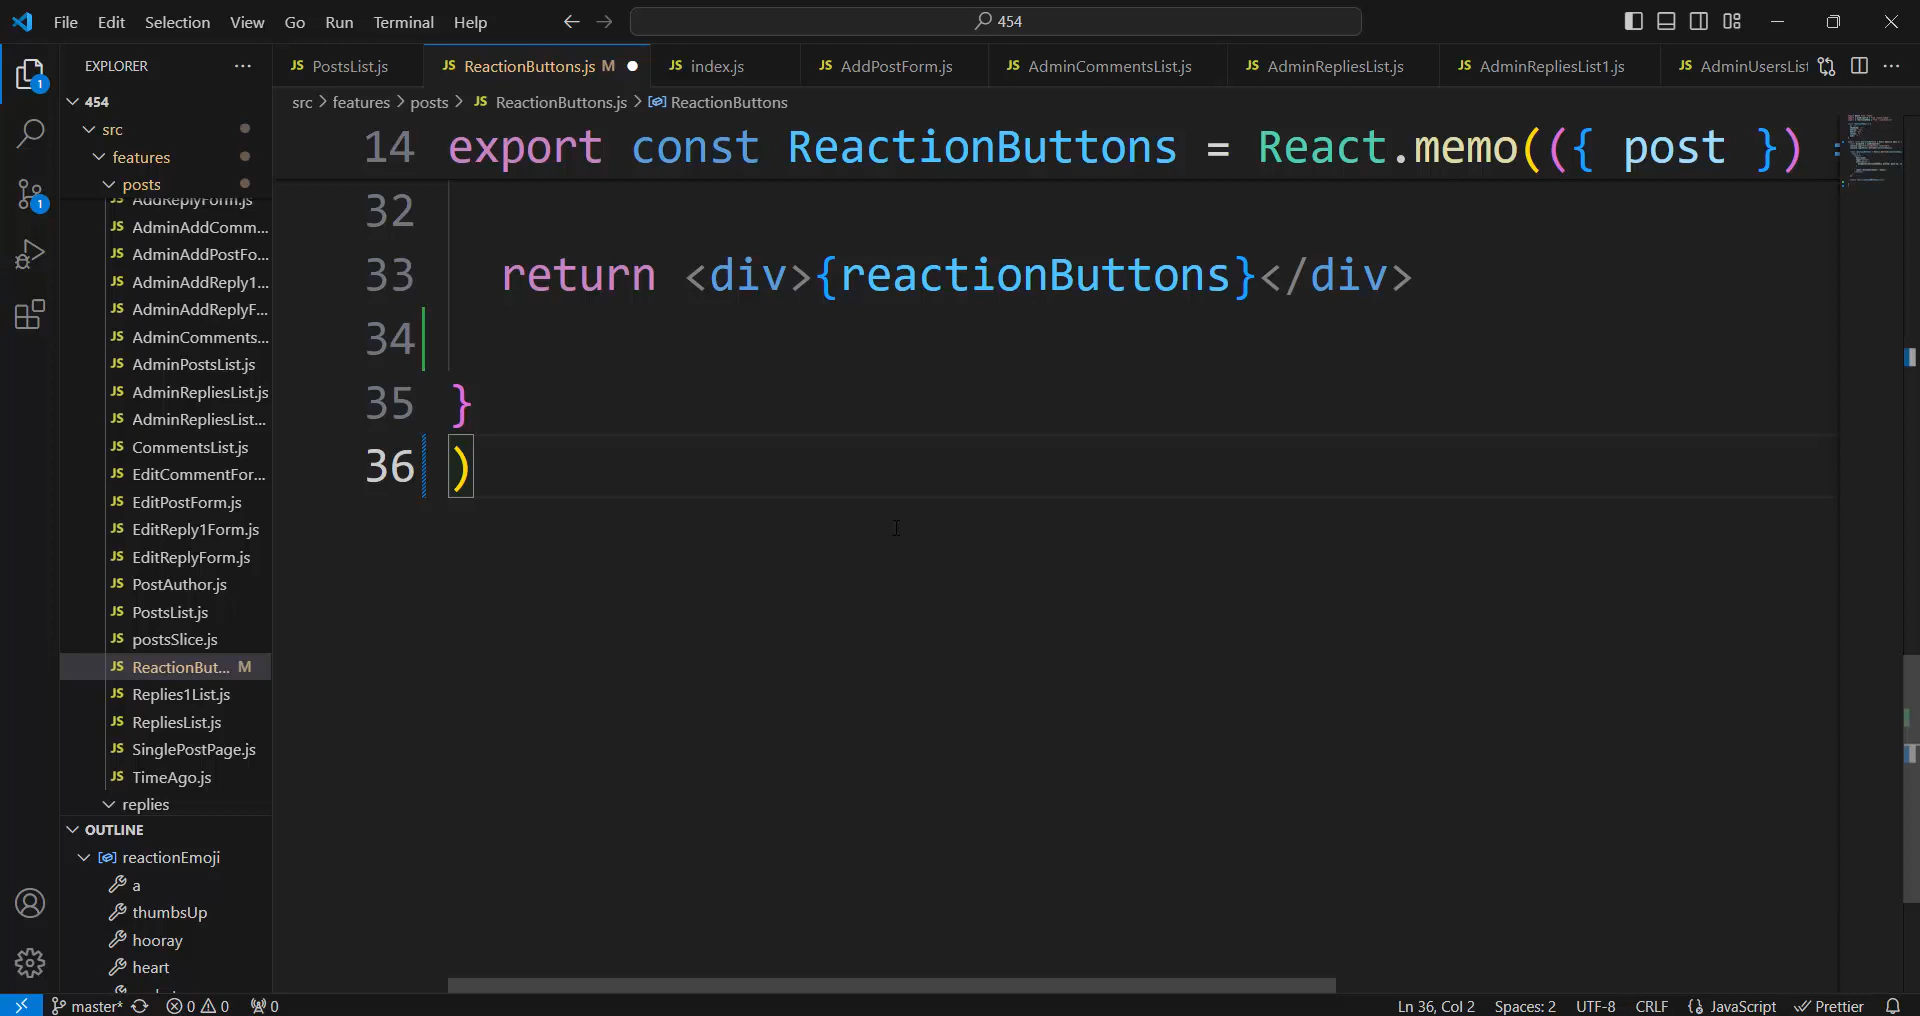 File Edit Selection View Go Run Terminal Help
454
EXPLORER
PostsList.js
ReactionButtons.js M
index.js
AddPostForm.js
AdminCommentsList.js
AdminRepliesList.js
AdminRepliesList1.js
AdminUsersLis
454
src
features
posts
AddReplyForm.js
AdminAddComm...
AdminAddPostFo...
AdminAddReply1...
AdminAddReplyF...
AdminComments...
AdminPostsList.js
AdminRepliesList.js
AdminRepliesList...
CommentsList.js
EditCommentFor...
EditPostForm.js
EditReply1Form.js
EditReplyForm.js
PostAuthor.js
PostsList.js
postsSlice.js
ReactionBut... M
Replies1List.js
RepliesList.js
SinglePostPage.js
TimeAgo.js
replies
OUTLINE
reactionEmoji
a
thumbsUp
hooray
heart
src > features > posts > JS ReactionButtons.js > ReactionButtons
14 export const ReactionButtons = React.memo(({ post })
32
33 return <div>{reactionButtons}</div>
34
35 }
36 )
master* 0 0 0
Ln 36, Col 2 Spaces: 2 UTF-8 CRLF {} JavaScript Prettier